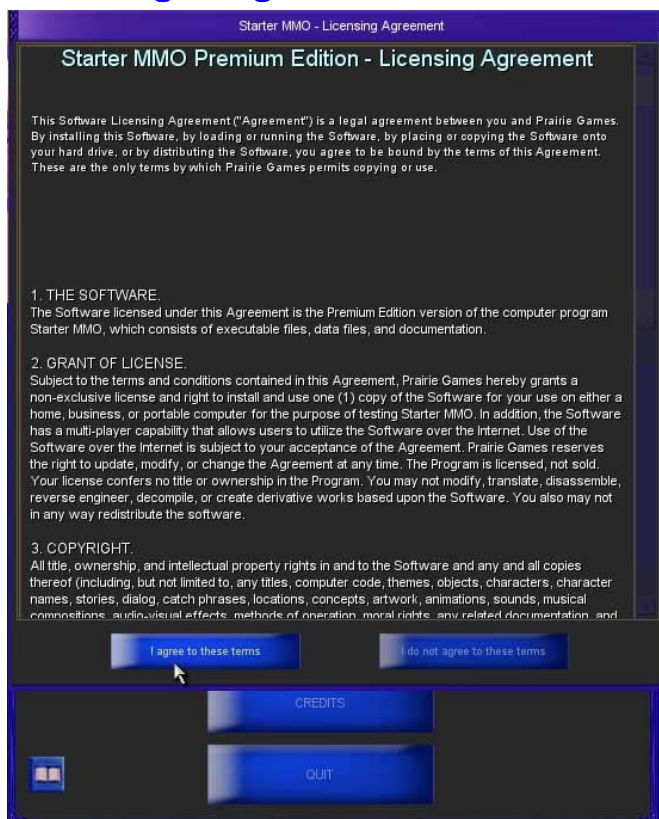 Starter MMO - Licensing Agreement
Starter MMO Premium Edition - Licensing Agreement
This Software Licensing Agreement ("Agreement") is a legal agreement between you and Prairie Games.
By installing this Software, by loading or running the Software, by placing or copying the Software onto
your hard drive, or by distributing the Software, you agree to be bound by the terms of this Agreement.
These are the only terms by which Prairie Games permits copying or use.
1. THE SOFTWARE.
The Software licensed under this Agreement is the Premium Edition version of the computer program
Starter MMO, which consists of executable files, data files, and documentation.
2. GRANT OF LICENSE.
Subject to the terms and conditions contained in this Agreement, Prairie Games hereby grants a
non-exclusive license and right to install and use one (1) copy of the Software for your use on either a
home, business, or portable computer for the purpose of testing Starter MMO. In addition, the Software
has a multi-player capability that allows users to utilize the Software over the Internet. Use of the
Software over the Internet is subject to your acceptance of the Agreement. Prairie Games reserves
the right to update, modify, or change the Agreement at any time. The Program is licensed, not sold.
Your license confers no title or ownership in the Program. You may not modify, translate, disassemble,
reverse engineer, decompile, or create derivative works based upon the Software. You also may not
in any way redistribute the software.
3. COPYRIGHT.
All title, ownership, and intellectual property rights in and to the Software and any and all copies
thereof (including, but not limited to, any titles, computer code, themes, objects, characters, character
names, stories, dialog, catch phrases, locations, concepts, artwork, animations, sounds, musical
compositions, audio-visual effects, methods of operation, moral rights, any related documentation, and
I agree to these terms
I do not agree to these terms
CREDITS
QUIT